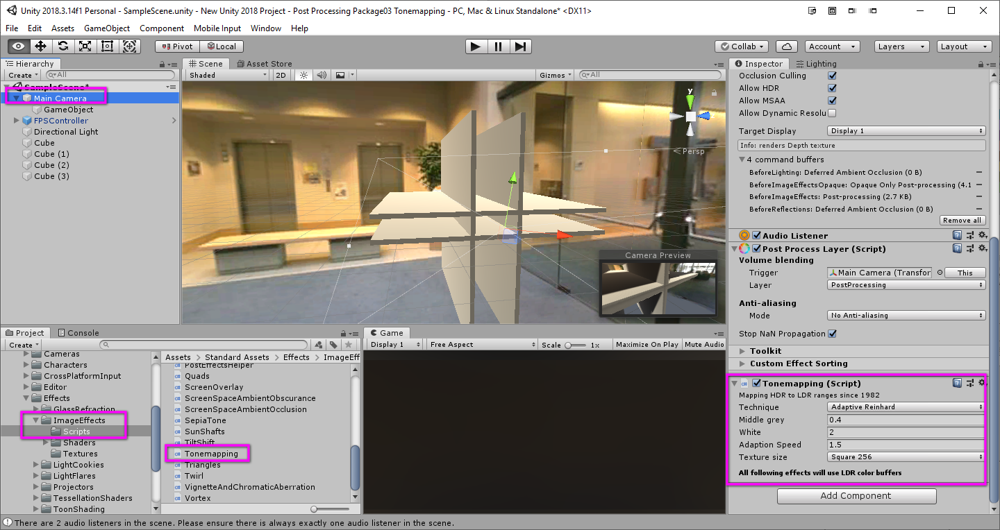 Unity 2018.3.14f1 Personal - SampleScene.unity - New Unity 2018 Project - Post Processing Package03 Tonemapping - PC, Mac & Linux Standalone* <DX11>
File Edit Assets GameObject Component Mobile Input Window Help
Pivot Local Collab Account Layers Layout
Hierarchy
Create All
SampleScene*
Main Camera
GameObject
FPSController
Directional Light
Cube
Cube (1)
Cube (2)
Cube (3)
Scene Asset Store
Shaded 2D Gizmos All
y
Persp
Camera Preview
Project Console
Create
Cameras
Characters
CrossPlatformInput
Editor
Effects
GlassRefraction
ImageEffects
Scripts
Shaders
Textures
LightCookies
LightFlares
Projectors
TessellationShaders
ToonShading
Assets Standard Assets Effects ImageEff
PostEffectsHelper
Quads
ScreenOverlay
ScreenSpaceAmbientObscurance
ScreenSpaceAmbientOcclusion
SepiaTone
SunShafts
TiltShift
Tonemapping
Triangles
Twirl
VignetteAndChromaticAberration
Vortex
Game
Display 1 Free Aspect Scale 1x Maximize On Play Mute Audio
Inspector Lighting
Occlusion Culling
Allow HDR
Allow MSAA
Allow Dynamic Resolu
Target Display Display 1
Info: renders Depth texture
4 command buffers
BeforeLighting: Deferred Ambient Occlusion (0 B)
BeforeImageEffectsOpaque: Opaque Only Post-processing (4.1
BeforeImageEffects: Post-processing (2.7 KB)
BeforeReflections: Deferred Ambient Occlusion (0 B)
Remove all
Audio Listener
Post Process Layer (Script)
Volume blending
Trigger Main Camera (Transfor This
Layer PostProcessing
Anti-aliasing
Mode No Anti-aliasing
Stop NaN Propagation
Toolkit
Custom Effect Sorting
Tonemapping (Script)
Mapping HDR to LDR ranges since 1982
Technique Adaptive Reinhard
Middle grey 0.4
White 2
Adaption Speed 1.5
Texture size Square 256
All following effects will use LDR color buffers
Add Component
There are 2 audio listeners in the scene. Please ensure there is always exactly one audio listener in the scene.